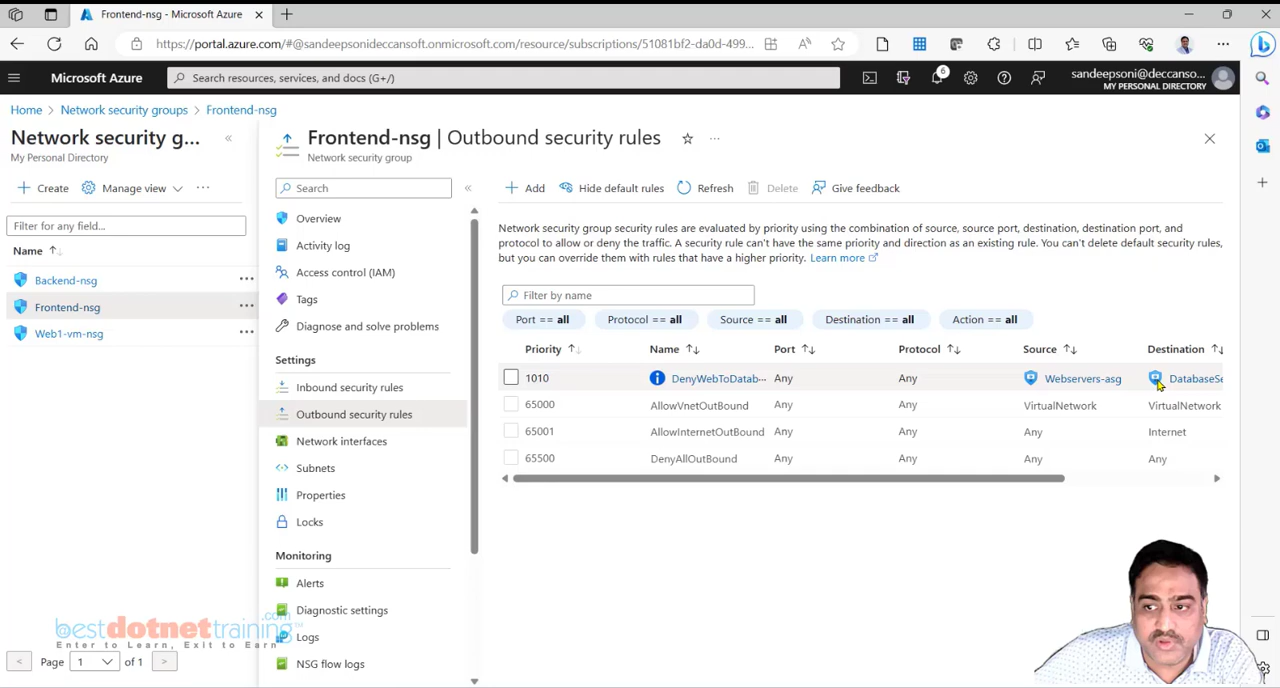 Frontend-nsg - Microsoft Azure
https://portal.azure.com/#@sandeepsonideccansoft.onmicrosoft.com/resource/subscriptions/51081bf2-da0d-499...
Microsoft Azure
Search resources, services, and docs (G+/)
6
sandeepsoni@deccanso...
MY PERSONAL DIRECTORY
Home > Network security groups > Frontend-nsg
Network security g...
My Personal Directory
Create
Manage view
Filter for any field...
Name
Backend-nsg
Frontend-nsg
Web1-vm-nsg
Page 1 of 1
Frontend-nsg | Outbound security rules
Network security group
Search
Overview
Activity log
Access control (IAM)
Tags
Diagnose and solve problems
Settings
Inbound security rules
Outbound security rules
Network interfaces
Subnets
Properties
Locks
Monitoring
Alerts
Diagnostic settings
Logs
NSG flow logs
Add Hide default rules Refresh Delete Give feedback
Network security group security rules are evaluated by priority using the combination of source, source port, destination, destination port, and
protocol to allow or deny the traffic. A security rule can't have the same priority and direction as an existing rule. You can't delete default security rules,
but you can override them with rules that have a higher priority. Learn more
Filter by name
Port == all Protocol == all Source == all Destination == all Action == all
Priority Name Port Protocol Source Destination
1010 DenyWebToDatab... Any Any Webservers-asg DatabaseSe
65000 AllowVnetOutBound Any Any VirtualNetwork VirtualNetwork
65001 AllowInternetOutBound Any Any Any Internet
65500 DenyAllOutBound Any Any Any Any
bestdotnettraining.com
Enter to Learn, Exit to Earn